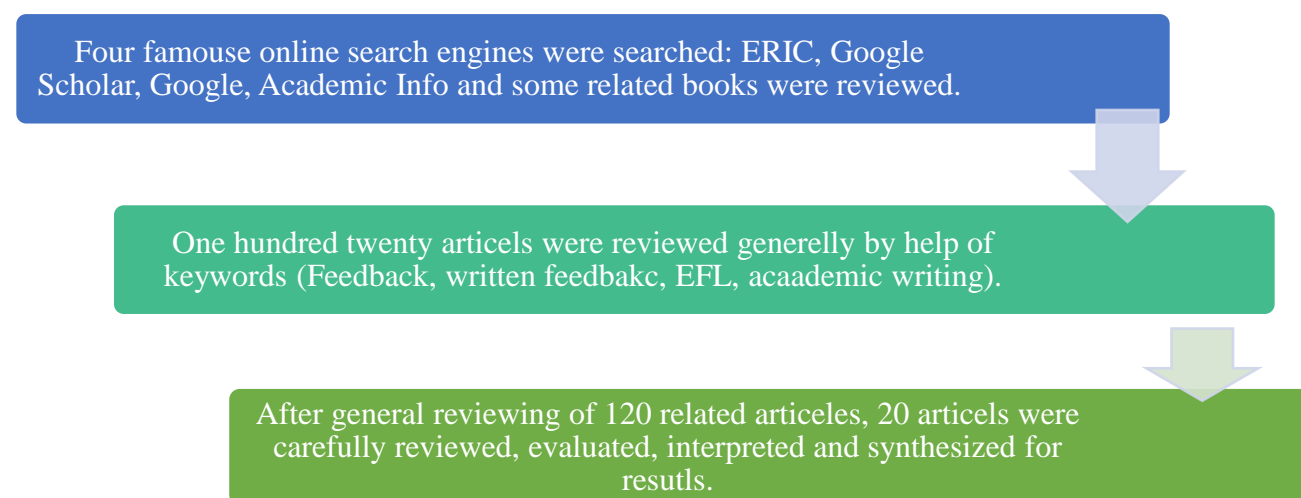 Four famouse online search engines were searched: ERIC, Google
Scholar, Google, Academic Info and some related books were reviewed.
One hundred twenty articels were reviewed generelly by help of
keywords (Feedback, written feedbakc, EFL, acaademic writing).
After general reviewing of 120 related articeles, 20 articels were
carefully reviewed, evaluated, interpreted and synthesized for
resutls.